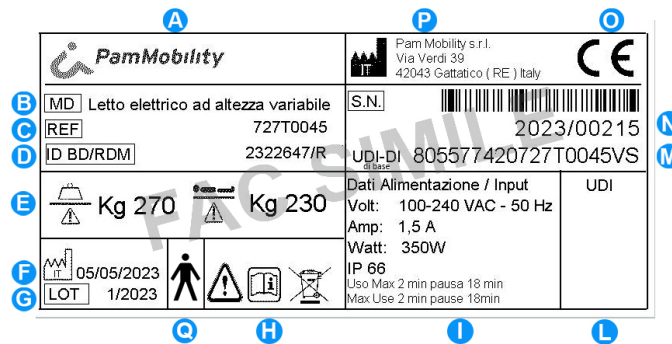 A
P
O
PamMobility
Pam Mobility s.r.l.
Via Verdi 39
42043 Gattatico ( RE ) Italy
IT
CE
B
MD Letto elettrico ad altezza variabile
S.N.
C
REF 727T0045
2023/00215
N
D
ID BD/RDM 2322647/R
UDI-DI 805577420727T0045VS
di base
M
E
Kg 270
Kg 230
Dati Alimentazione / Input
Volt: 100-240 VAC - 50 Hz
Amp: 1,5 A
Watt: 350W
IP 66
Uso Max 2 min pausa 18 min
Max Use 2 min pause 18min
UDI
F
IT
05/05/2023
G
LOT 1/2023
FAC SIMILE
Q
H
I
L